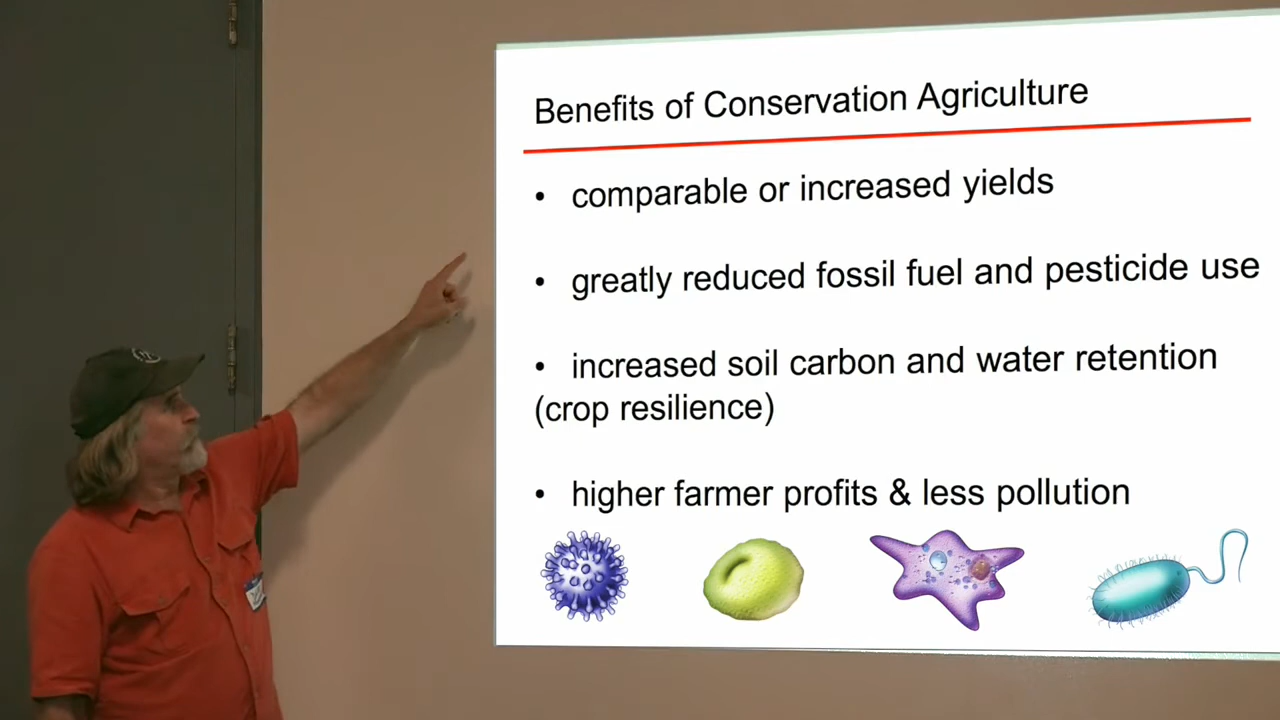 Benefits of Conservation Agriculture
• comparable or increased yields
• greatly reduced fossil fuel and pesticide use
• increased soil carbon and water retention
(crop resilience)
• higher farmer profits & less pollution